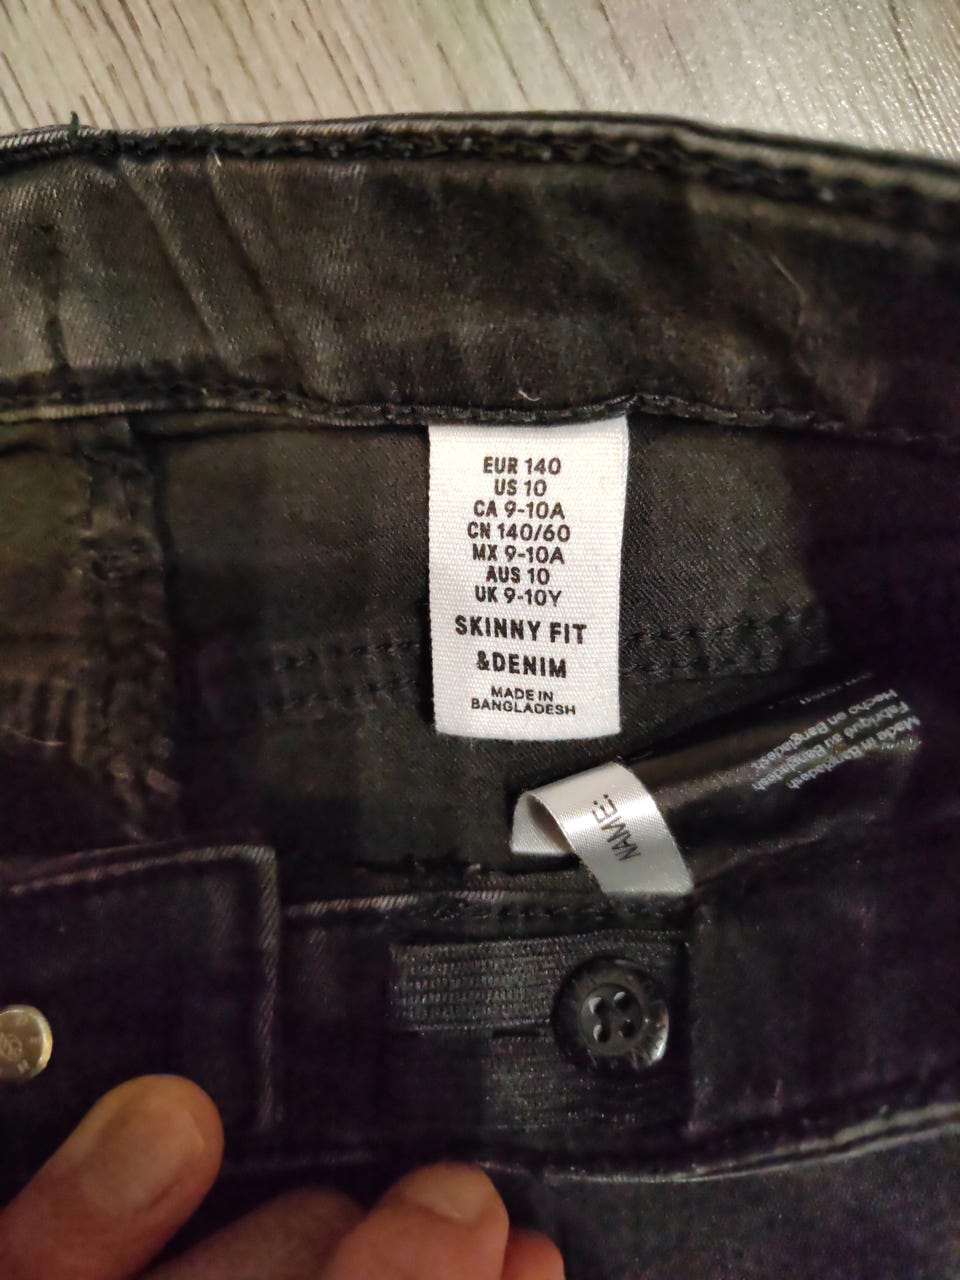 EUR 140
US 10
CA 9-10A
CN 140/60
MX 9-10A
AUS 10
UK 9-10Y
SKINNY FIT
&DENIM
MADE IN
BANGLADESH
NAME:
Made in Bangladesh
Fabriqué au Bangladesh
Hecho en Bangladesh